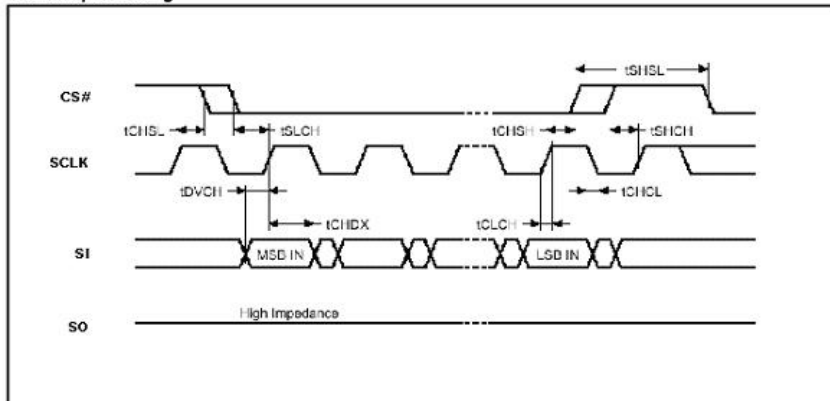 tSHSL
CS#
tCHSL
tSLCH
tCHSH
tSHCH
SCLK
tDVCH
tCHCL
tCHDX
tCLCH
SI
MSB IN
LSB IN
High Impedance
SO